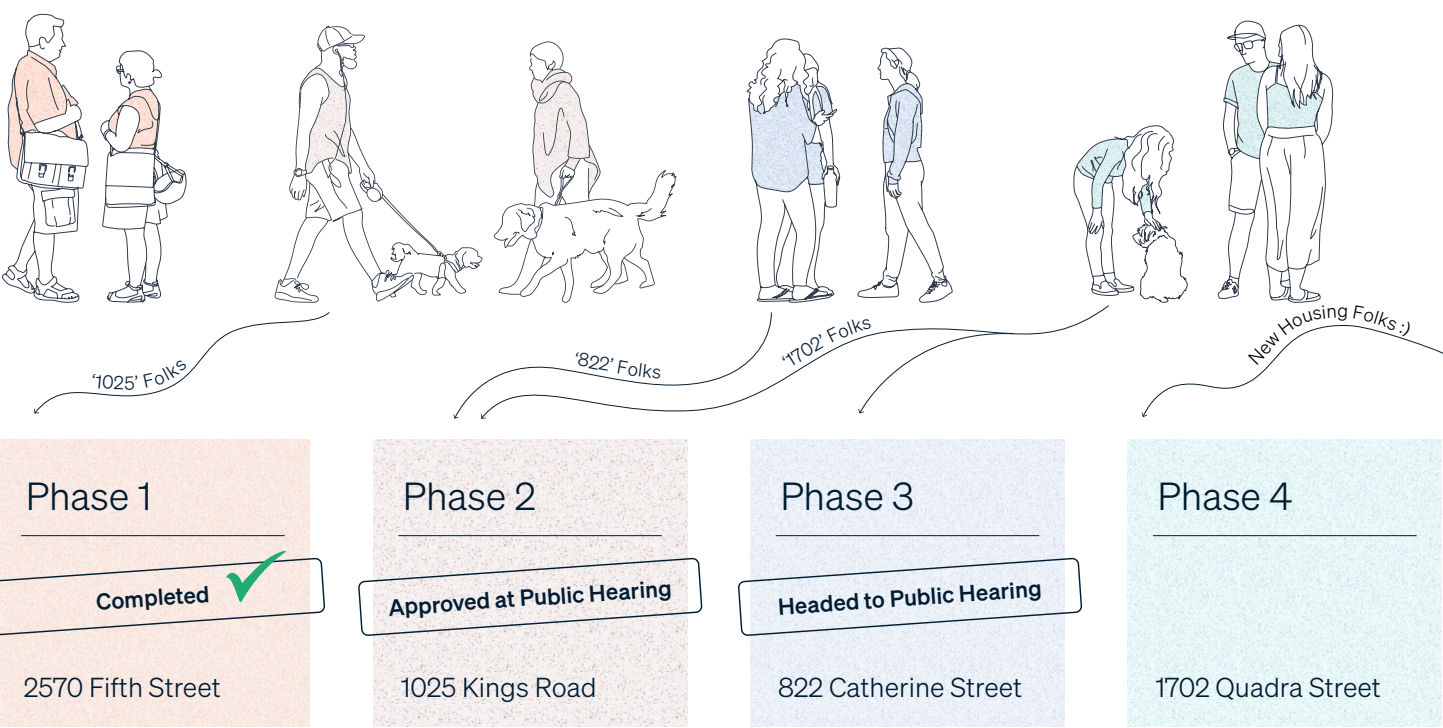 ‘1025’ Folks
‘822’ Folks
‘1702’ Folks
New Housing Folks :)
Phase 1
Completed
2570 Fifth Street
Phase 2
Approved at Public Hearing
1025 Kings Road
Phase 3
Headed to Public Hearing
822 Catherine Street
Phase 4
1702 Quadra Street